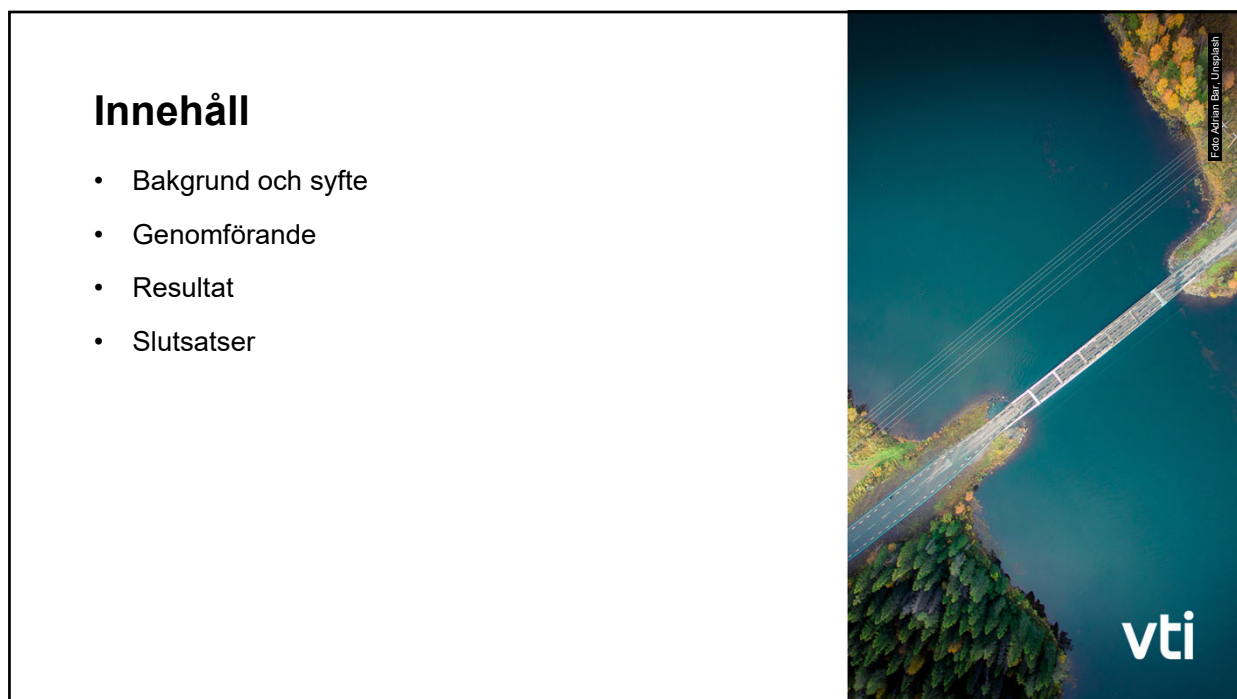 Innehåll
• Bakgrund och syfte
• Genomförande
• Resultat
• Slutsatser
Foto Adrian Bar, Unsplash
vti